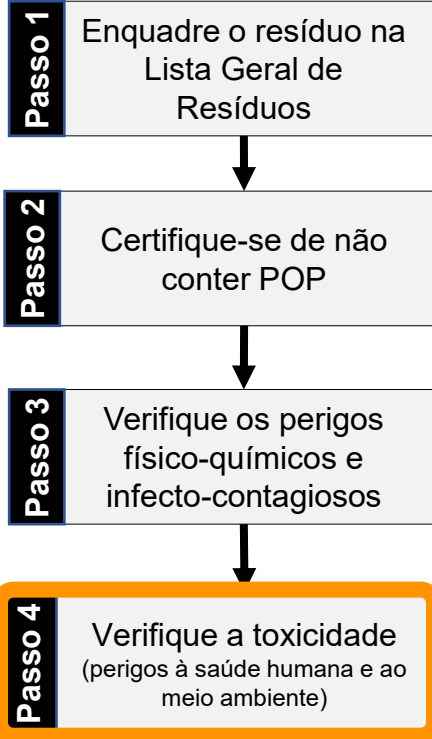 Passo 1
Enquadre o resíduo na
Lista Geral de
Resíduos
Passo 2
Certifique-se de não
conter POP
Passo 3
Verifique os perigos
físico-químicos e
infecto-contagiosos
Passo 4
Verifique a toxicidade
(perigos à saúde humana e ao
meio ambiente)